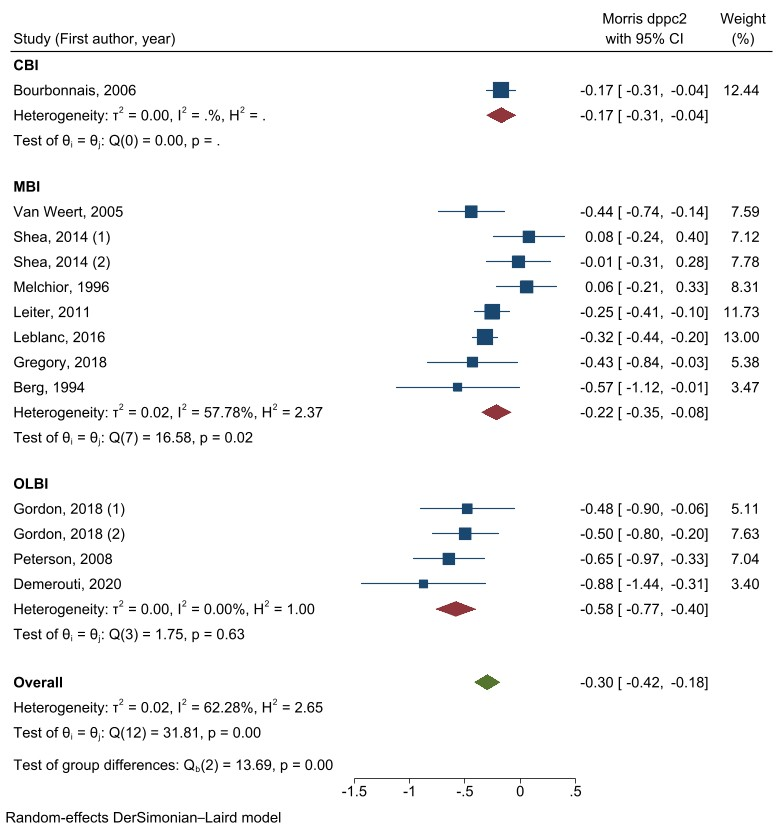 Morris dppc2 Weight
Study (First author, year) with 95% CI (%)
CBI
Bourbonnais, 2006 -0.17 [ -0.31, -0.04] 12.44
Heterogeneity: τ² = 0.00, I² = .%, H² = . -0.17 [ -0.31, -0.04]
Test of θᵢ = θⱼ: Q(0) = 0.00, p = .
MBI
Van Weert, 2005 -0.44 [ -0.74, -0.14] 7.59
Shea, 2014 (1) 0.08 [ -0.24, 0.40] 7.12
Shea, 2014 (2) -0.01 [ -0.31, 0.28] 7.78
Melchior, 1996 0.06 [ -0.21, 0.33] 8.31
Leiter, 2011 -0.25 [ -0.41, -0.10] 11.73
Leblanc, 2016 -0.32 [ -0.44, -0.20] 13.00
Gregory, 2018 -0.43 [ -0.84, -0.03] 5.38
Berg, 1994 -0.57 [ -1.12, -0.01] 3.47
Heterogeneity: τ² = 0.02, I² = 57.78%, H² = 2.37 -0.22 [ -0.35, -0.08]
Test of θᵢ = θⱼ: Q(7) = 16.58, p = 0.02
OLBI
Gordon, 2018 (1) -0.48 [ -0.90, -0.06] 5.11
Gordon, 2018 (2) -0.50 [ -0.80, -0.20] 7.63
Peterson, 2008 -0.65 [ -0.97, -0.33] 7.04
Demerouti, 2020 -0.88 [ -1.44, -0.31] 3.40
Heterogeneity: τ² = 0.00, I² = 0.00%, H² = 1.00 -0.58 [ -0.77, -0.40]
Test of θᵢ = θⱼ: Q(3) = 1.75, p = 0.63
Overall -0.30 [ -0.42, -0.18]
Heterogeneity: τ² = 0.02, I² = 62.28%, H² = 2.65
Test of θᵢ = θⱼ: Q(12) = 31.81, p = 0.00
Test of group differences: Q_b(2) = 13.69, p = 0.00
-1.5 -1 -.5 0 .5
Random-effects DerSimonian–Laird model